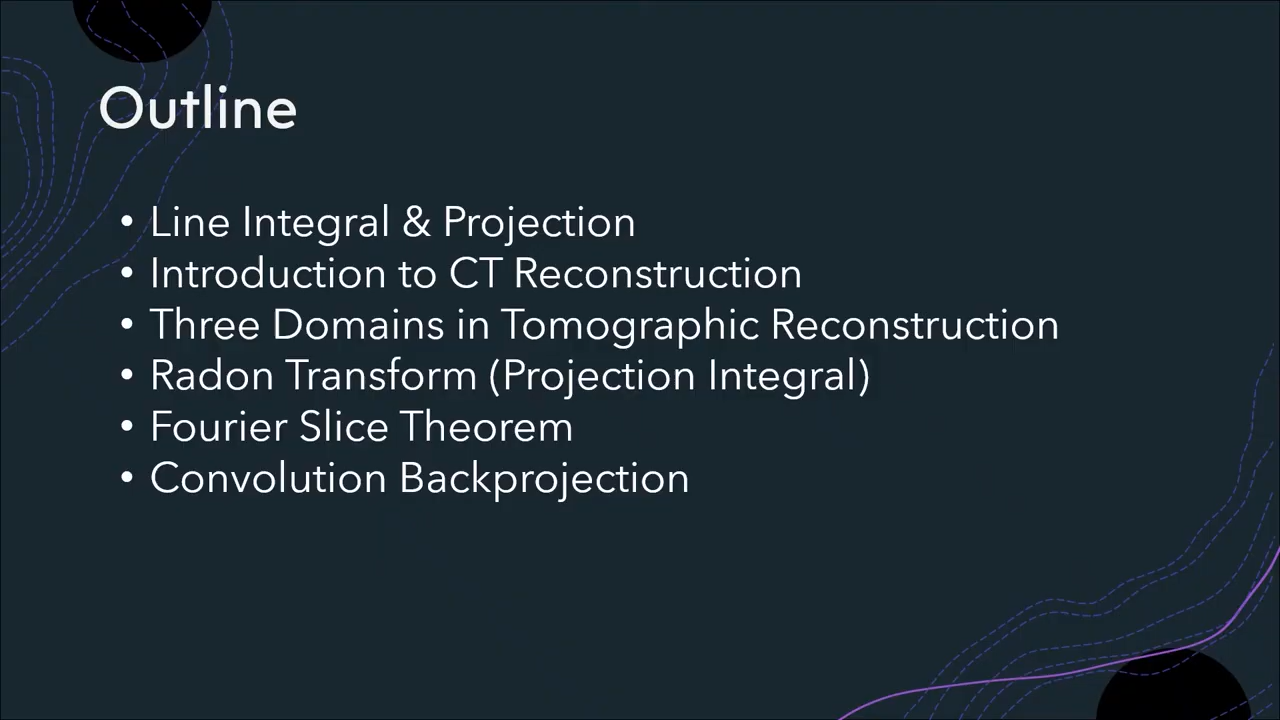 Outline
• Line Integral & Projection
• Introduction to CT Reconstruction
• Three Domains in Tomographic Reconstruction
• Radon Transform (Projection Integral)
• Fourier Slice Theorem
• Convolution Backprojection